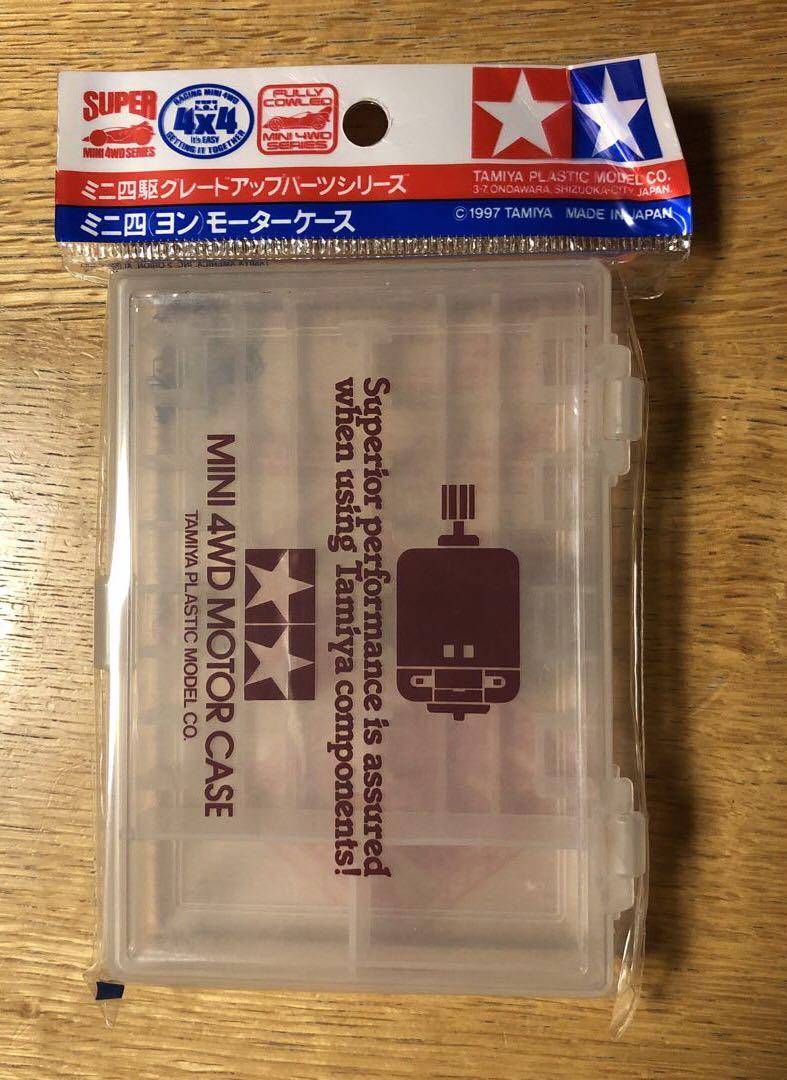 SUPER
MINI 4WD SERIES
RACING MINI 4WD
4x4
It's EASY
GETTING IT TOGETHER
FULLY
COWLED
MINI 4WD
SERIES
TAMIYA PLASTIC MODEL CO.
3-7, ONDAWARA, SHIZUOKA-CITY, JAPAN.
ミニ四駆グレードアップパーツシリーズ
ミニ四(ヨン)モーターケース
© 1997 TAMIYA MADE IN JAPAN
Superior performance is assured
when using Tamiya components!
MINI 4WD MOTOR CASE
TAMIYA PLASTIC MODEL CO.